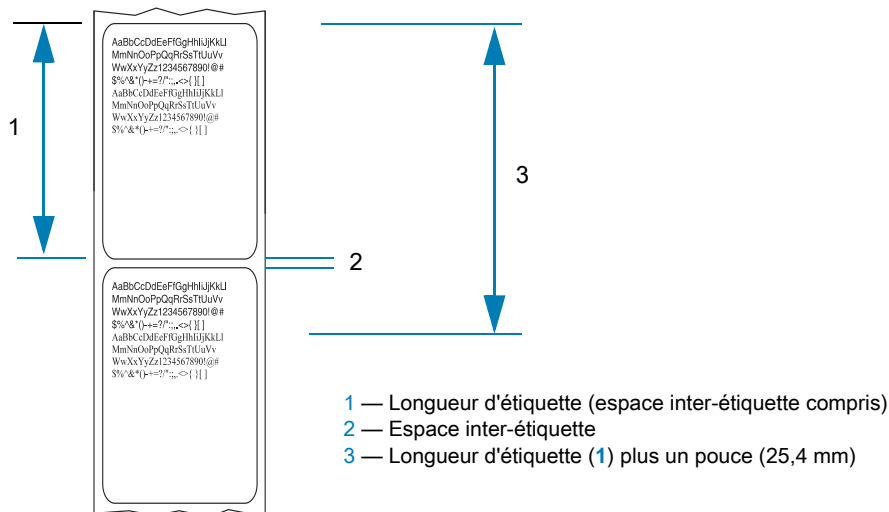 AaBbCcDdEeFfGgHhIiJjKkLl
MmNnOoPpQqRrSsTtUuVv
WwXxYyZz1234567890!@#
$%^&*()-+=?/":;,.<>{ }[ ]
AaBbCcDdEeFfGgHhIiJjKkLl
MmNnOoPpQqRrSsTtUuVv
WwXxYyZz1234567890!@#
$%^&*()-+=?/":;,.<>{ }[ ]
1
3
2
AaBbCcDdEeFfGgHhIiJjKkLl
MmNnOoPpQqRrSsTtUuVv
WwXxYyZz1234567890!@#
$%^&*()-+=?/":;,.<>{ }[ ]
AaBbCcDdEeFfGgHhIiJjKkLl
MmNnOoPpQqRrSsTtUuVv
WwXxYyZz1234567890!@#
$%^&*()-+=?/":;,.<>{ }[ ]
1 — Longueur d'étiquette (espace inter-étiquette compris)
2 — Espace inter-étiquette
3 — Longueur d'étiquette (1) plus un pouce (25,4 mm)